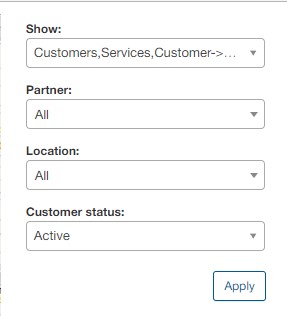 Show:
Customers,Services,Customer->...
Partner:
All
Location:
All
Customer status:
Active
Apply